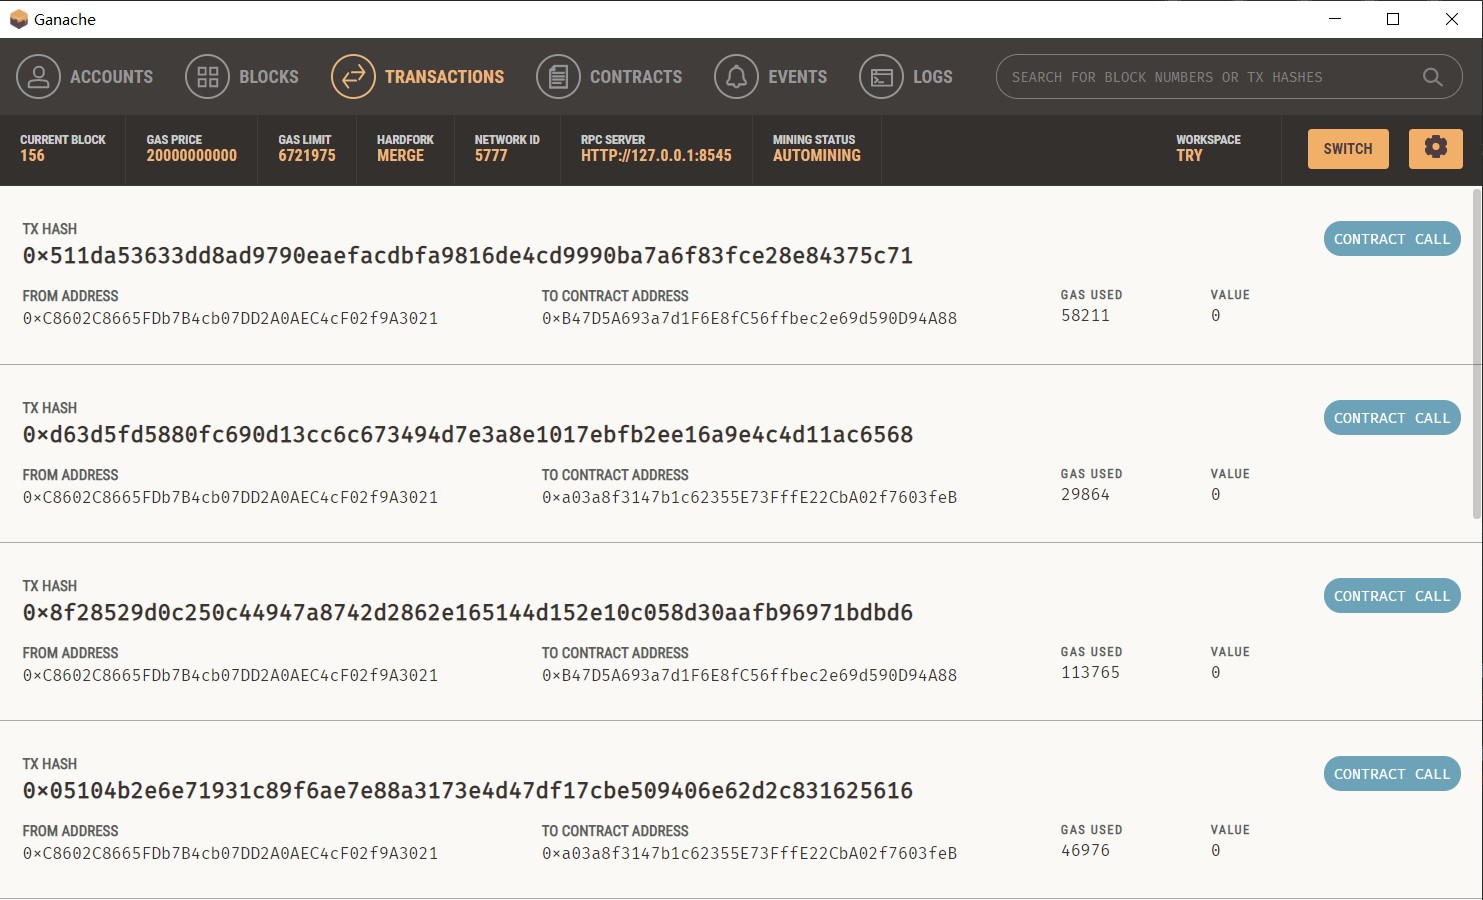 Ganache
ACCOUNTS BLOCKS TRANSACTIONS CONTRACTS EVENTS LOGS SEARCH FOR BLOCK NUMBERS OR TX HASHES
CURRENT BLOCK GAS PRICE GAS LIMIT HARDFORK NETWORK ID RPC SERVER MINING STATUS WORKSPACE
156 20000000000 6721975 MERGE 5777 HTTP://127.0.0.1:8545 AUTOMINING TRY SWITCH
TX HASH
0×511da53633dd8ad9790eaefacdbfa9816de4cd9990ba7a6f83fce28e84375c71 CONTRACT CALL
FROM ADDRESS TO CONTRACT ADDRESS GAS USED VALUE
0×C8602C8665FDb7B4cb07DD2A0AEC4cF02f9A3021 0×B47D5A693a7d1F6E8fC56ffbec2e69d590D94A88 58211 0
TX HASH
0×d63d5fd5880fc690d13cc6c673494d7e3a8e1017ebfb2ee16a9e4c4d11ac6568 CONTRACT CALL
FROM ADDRESS TO CONTRACT ADDRESS GAS USED VALUE
0×C8602C8665FDb7B4cb07DD2A0AEC4cF02f9A3021 0×a03a8f3147b1c62355E73FffE22CbA02f7603feB 29864 0
TX HASH
0×8f28529d0c250c44947a8742d2862e165144d152e10c058d30aafb96971bdbd6 CONTRACT CALL
FROM ADDRESS TO CONTRACT ADDRESS GAS USED VALUE
0×C8602C8665FDb7B4cb07DD2A0AEC4cF02f9A3021 0×B47D5A693a7d1F6E8fC56ffbec2e69d590D94A88 113765 0
TX HASH
0×05104b2e6e71931c89f6ae7e88a3173e4d47df17cbe509406e62d2c831625616 CONTRACT CALL
FROM ADDRESS TO CONTRACT ADDRESS GAS USED VALUE
0×C8602C8665FDb7B4cb07DD2A0AEC4cF02f9A3021 0×a03a8f3147b1c62355E73FffE22CbA02f7603feB 46976 0